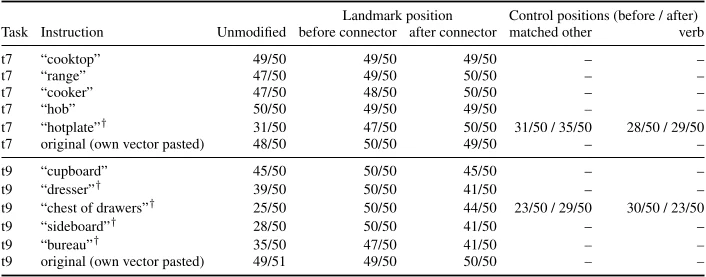 Landmark position Control positions (before / after)
Task Instruction Unmodified before connector after connector matched other verb
t7 “cooktop” 49/50 49/50 49/50 – –
t7 “range” 47/50 49/50 50/50 – –
t7 “cooker” 47/50 48/50 50/50 – –
t7 “hob” 50/50 49/50 49/50 – –
t7 “hotplate”† 31/50 47/50 50/50 31/50 / 35/50 28/50 / 29/50
t7 original (own vector pasted) 48/50 50/50 49/50 – –
t9 “cupboard” 45/50 50/50 45/50 – –
t9 “dresser”† 39/50 50/50 41/50 – –
t9 “chest of drawers”† 25/50 50/50 44/50 23/50 / 29/50 30/50 / 23/50
t9 “sideboard”† 28/50 50/50 41/50 – –
t9 “bureau”† 35/50 47/50 41/50 – –
t9 original (own vector pasted) 49/51 49/50 50/50 – –